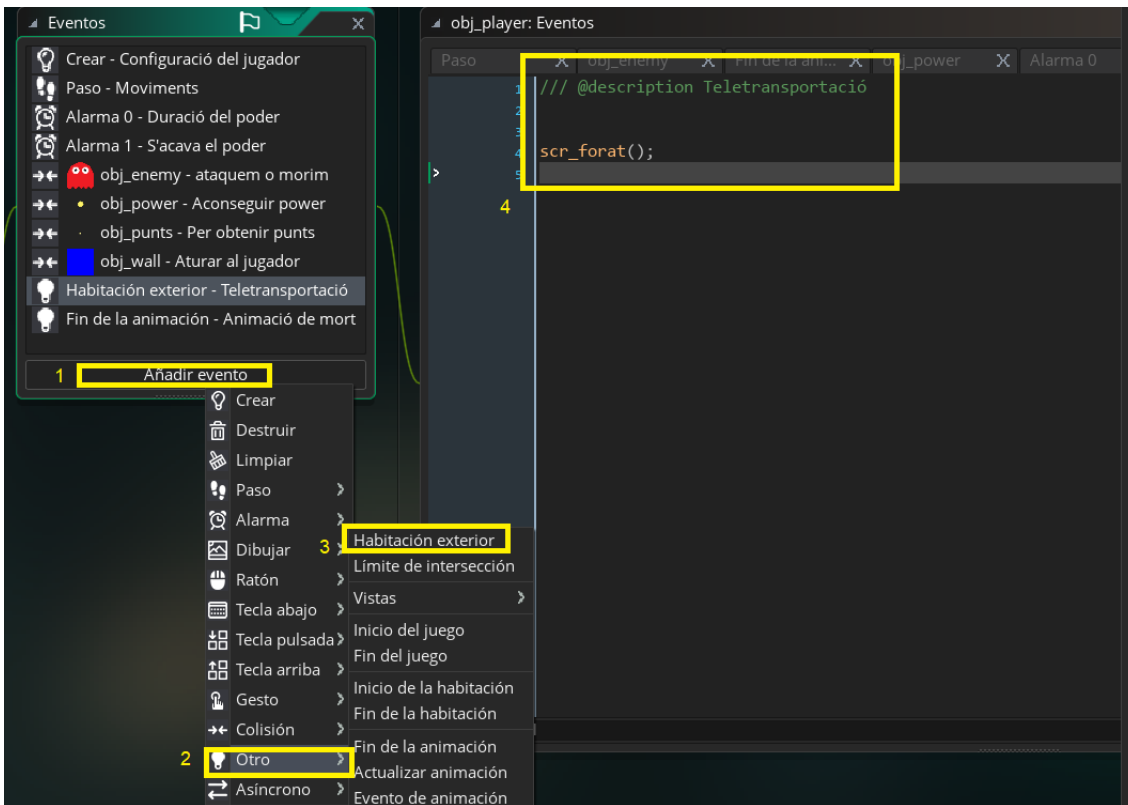 Eventos
Crear - Configuració del jugador
Paso - Moviments
Alarma 0 - Duració del poder
Alarma 1 - S'acava el poder
obj_enemy - ataquem o morim
obj_power - Aconseguir power
obj_punts - Per obtenir punts
obj_wall - Aturar al jugador
Habitación exterior - Teletransportació
Fin de la animación - Animació de mort
1
Añadir evento
Crear
Destruir
Limpiar
Paso
Alarma
Dibujar
Ratón
Tecla abajo
Tecla pulsada
Tecla arriba
Gesto
Colisión
2
Otro
Asíncrono
3
Habitación exterior
Límite de intersección
Vistas
Inicio del juego
Fin del juego
Inicio de la habitación
Fin de la habitación
Fin de la animación
Actualizar animación
Evento de animación
obj_player: Eventos
Paso
obj_enemy
Fin de la ani...
obj_power
Alarma 0
1 /// @description Teletransportació
2
3
4 scr_forat();
5
4